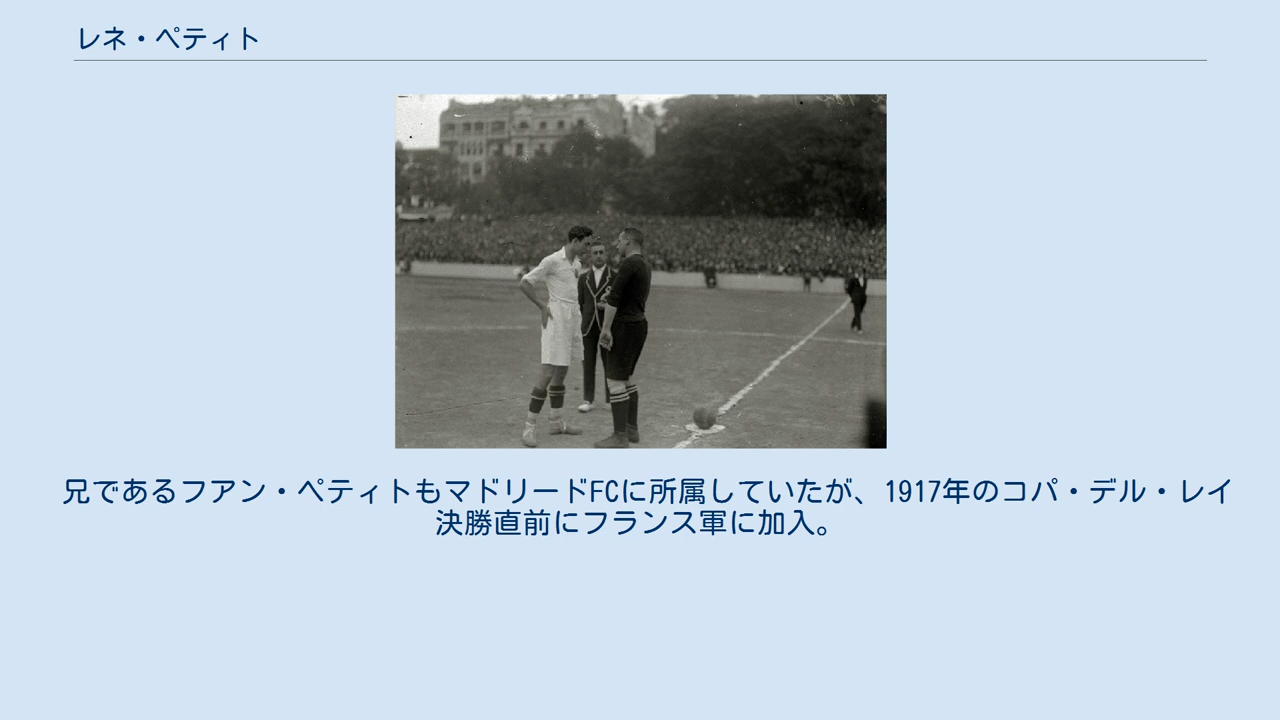 レネ・ペティト
兄であるフアン・ペティトもマドリードFCに所属していたが、1917年のコパ・デル・レイ
決勝直前にフランス軍に加入。